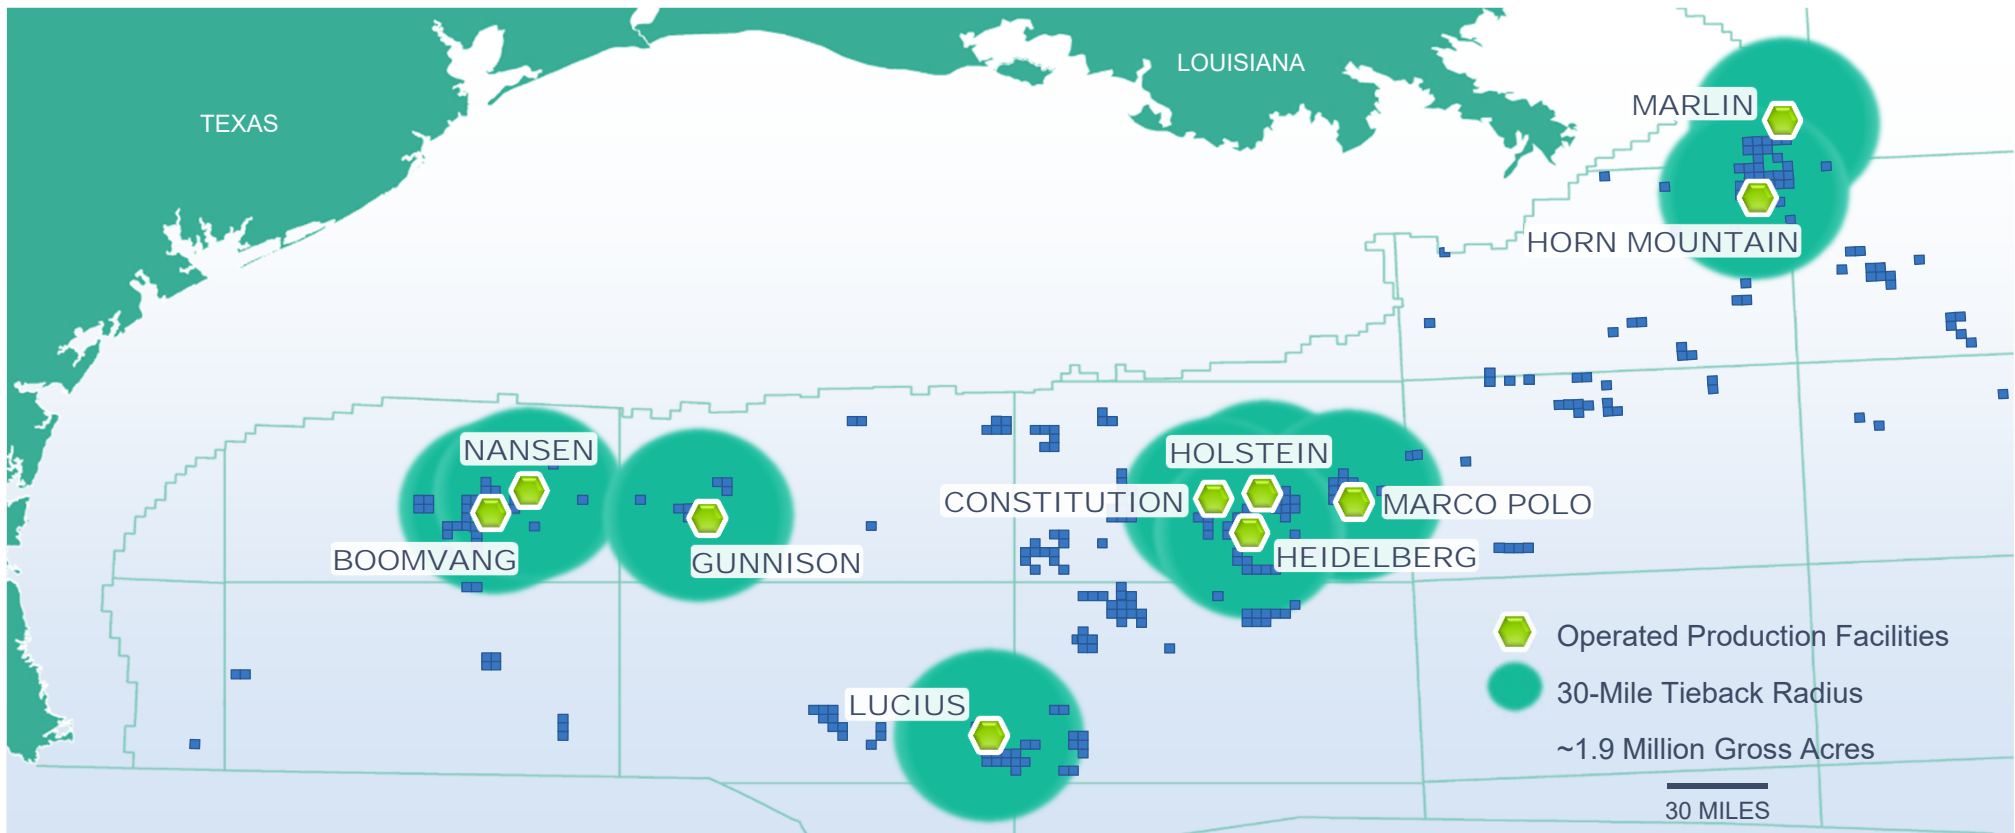 LOUISIANA
TEXAS
MARLIN
HORN MOUNTAIN
NANSEN
BOOMVANG
GUNNISON
HOLSTEIN
CONSTITUTION
MARCO POLO
HEIDELBERG
LUCIUS
Operated Production Facilities
30-Mile Tieback Radius
~1.9 Million Gross Acres
30 MILES